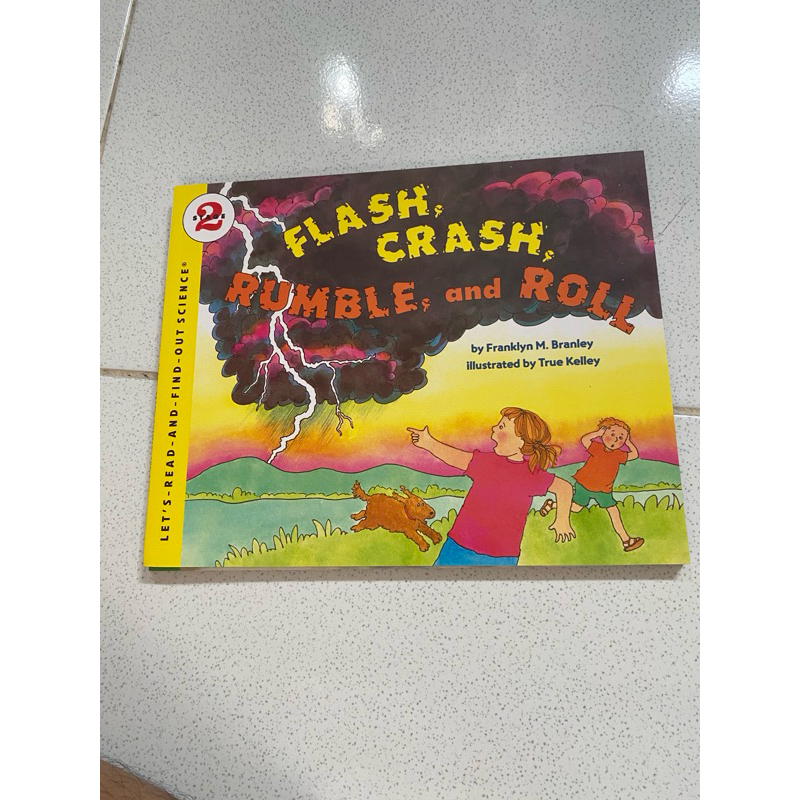 2
STAGE
FLASH,
CRASH,
RUMBLE, and ROLL
by Franklyn M. Branley
illustrated by True Kelley
LET'S-READ-AND-FIND-OUT SCIENCE®